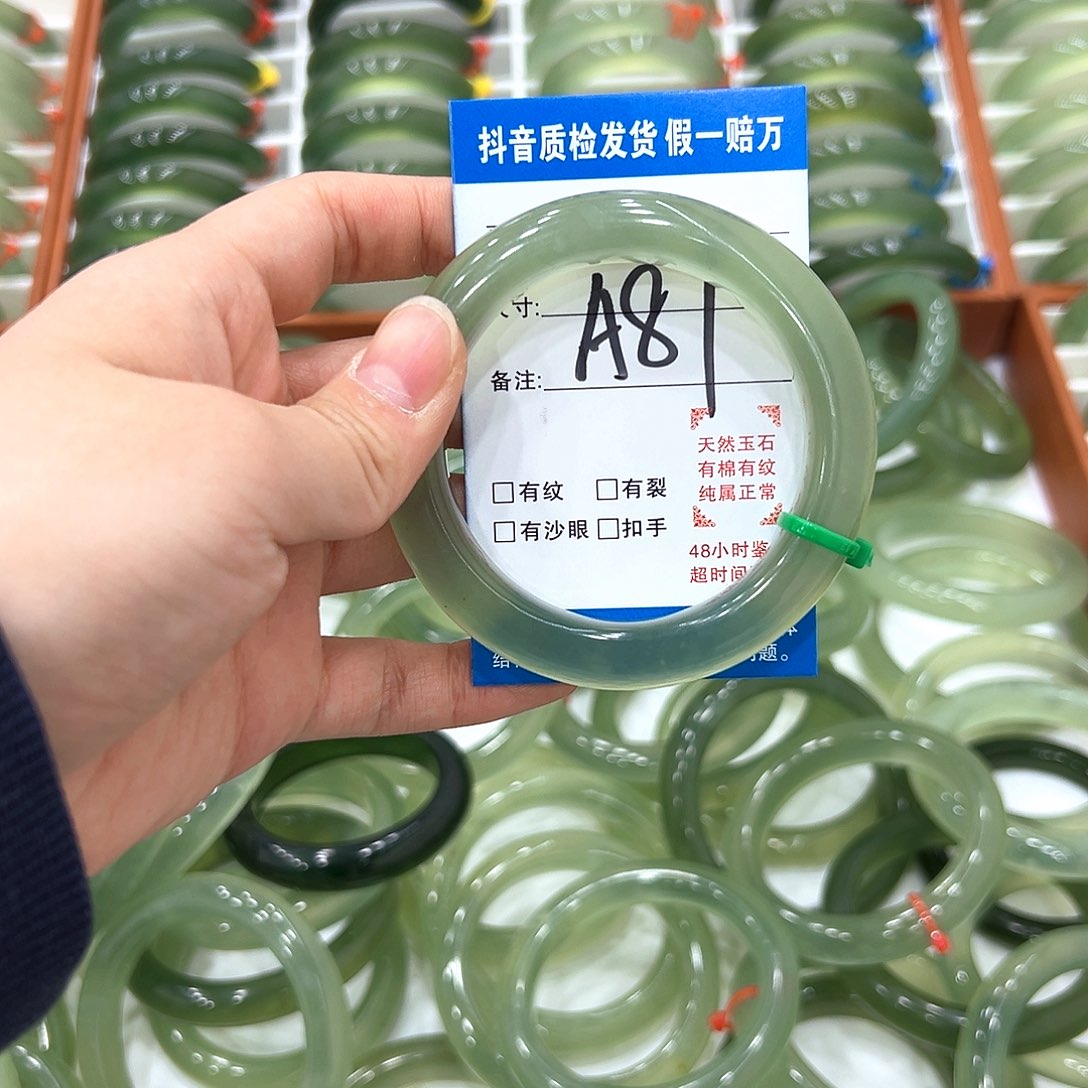 抖音质检发货 假一赔万
寸:
A81
备注:
天然玉石
有棉有纹
纯属正常
□有纹 □有裂
□有沙眼 □扣手
48小时鉴
超时间
题。